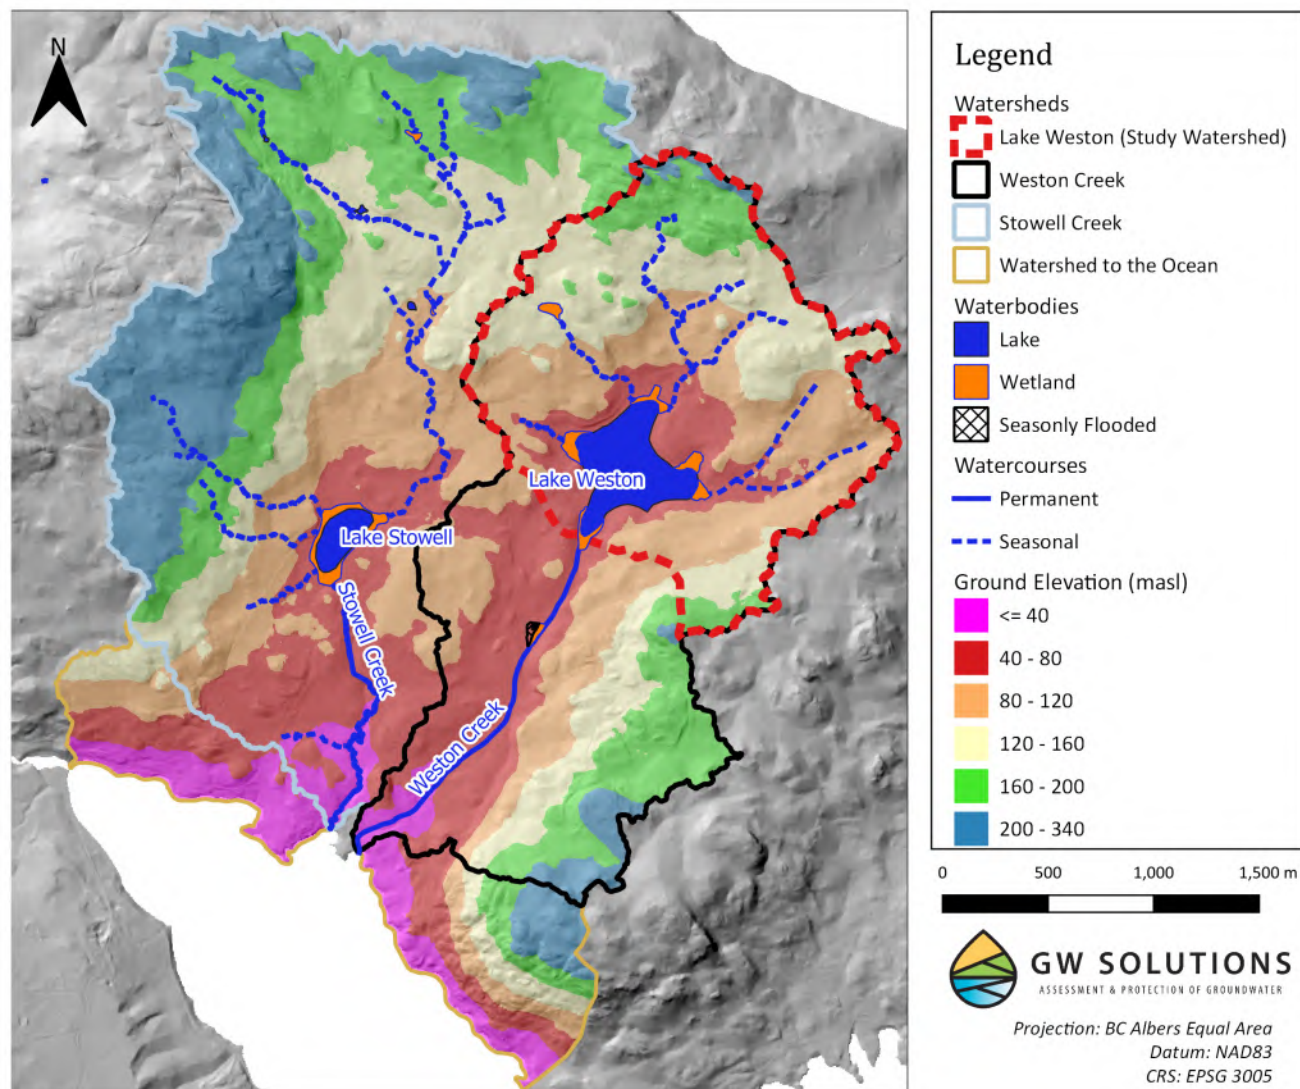 N
Lake Weston
Lake Stowell
Stowell Creek
Weston Creek
Legend
Watersheds
Lake Weston (Study Watershed)
Weston Creek
Stowell Creek
Watershed to the Ocean
Waterbodies
Lake
Wetland
Seasonly Flooded
Watercourses
Permanent
Seasonal
Ground Elevation (masl)
<= 40
40 - 80
80 - 120
120 - 160
160 - 200
200 - 340
0 500 1,000 1,500 m
GW SOLUTIONS
ASSESSMENT & PROTECTION OF GROUNDWATER
Projection: BC Albers Equal Area
Datum: NAD83
CRS: EPSG 3005